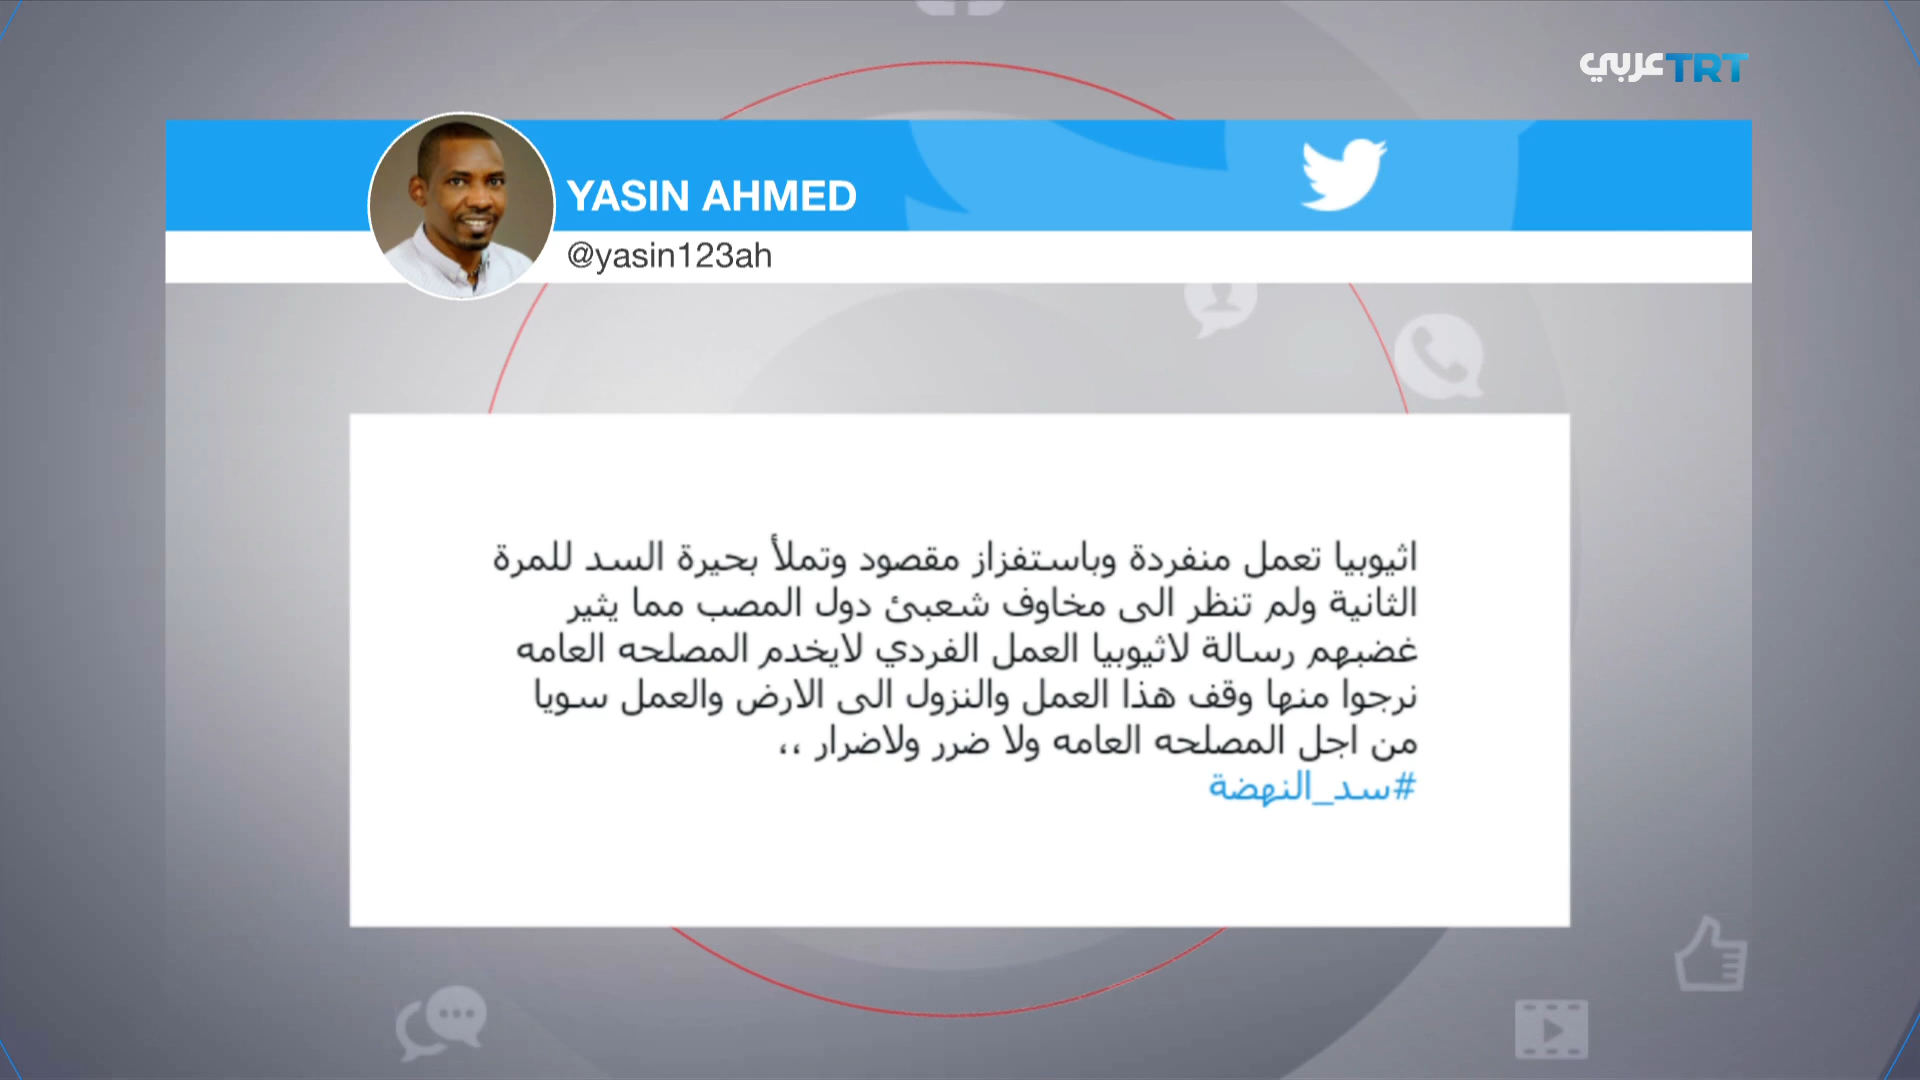 TRT عربي
YASIN AHMED
@yasin123ah
اثيوبيا تعمل منفردة وباستفزاز مقصود وتملأ بحيرة السد للمرة
الثانية ولم تنظر الى مخاوف شعبئ دول المصب مما يثير
غضبهم رسالة لاثيوبيا العمل الفردي لايخدم المصلحه العامه
نرجوا منها وقف هذا العمل والنزول الى الارض والعمل سويا
من اجل المصلحه العامه ولا ضرر ولاضرار ،،
#سد_النهضة